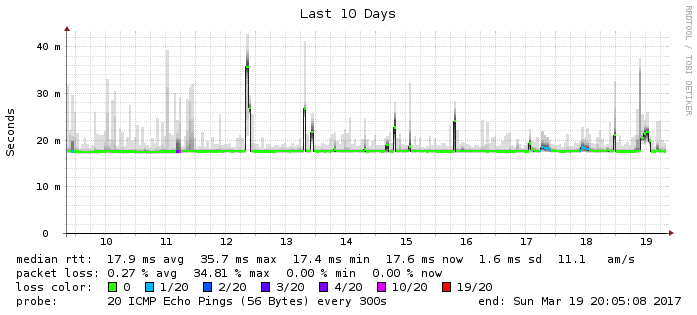 Last 10 Days
RRDTOOL / TOBI OETIKER
Seconds
40 m
30 m
20 m
10 m
0
10 11 12 13 14 15 16 17 18 19
median rtt: 17.9 ms avg 35.7 ms max 17.4 ms min 17.6 ms now 1.6 ms sd 11.1 am/s
packet loss: 0.27 % avg 34.81 % max 0.00 % min 0.00 % now
loss color: 0 1/20 2/20 3/20 4/20 10/20 19/20
probe: 20 ICMP Echo Pings (56 Bytes) every 300s end: Sun Mar 19 20:05:08 2017